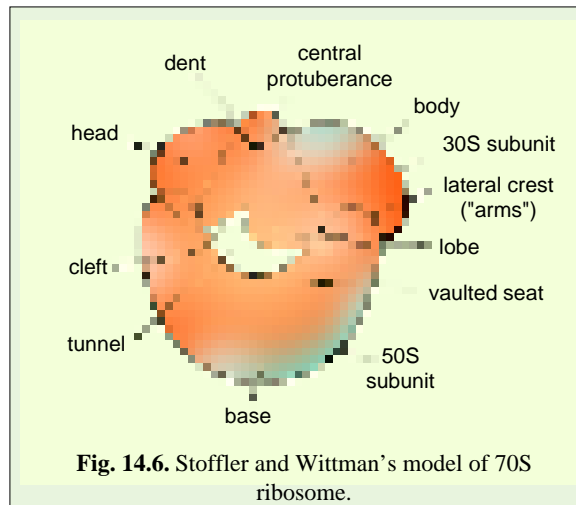 central
protuberance
dent
body
head
30S subunit
lateral crest
("arms")
lobe
cleft
vaulted seat
tunnel
50S
subunit
base
Fig. 14.6. Stoffler and Wittman's model of 70S
ribosome.